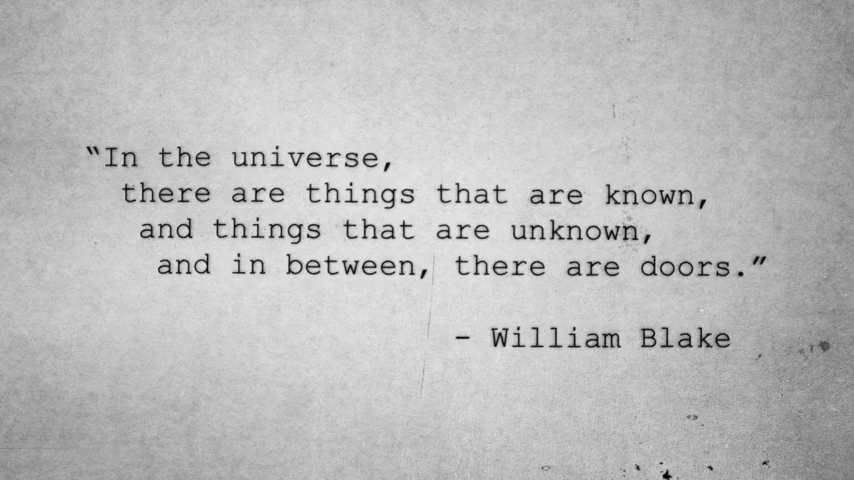 “In the universe,
there are things that are known,
and things that are unknown,
and in between, there are doors.”
- William Blake